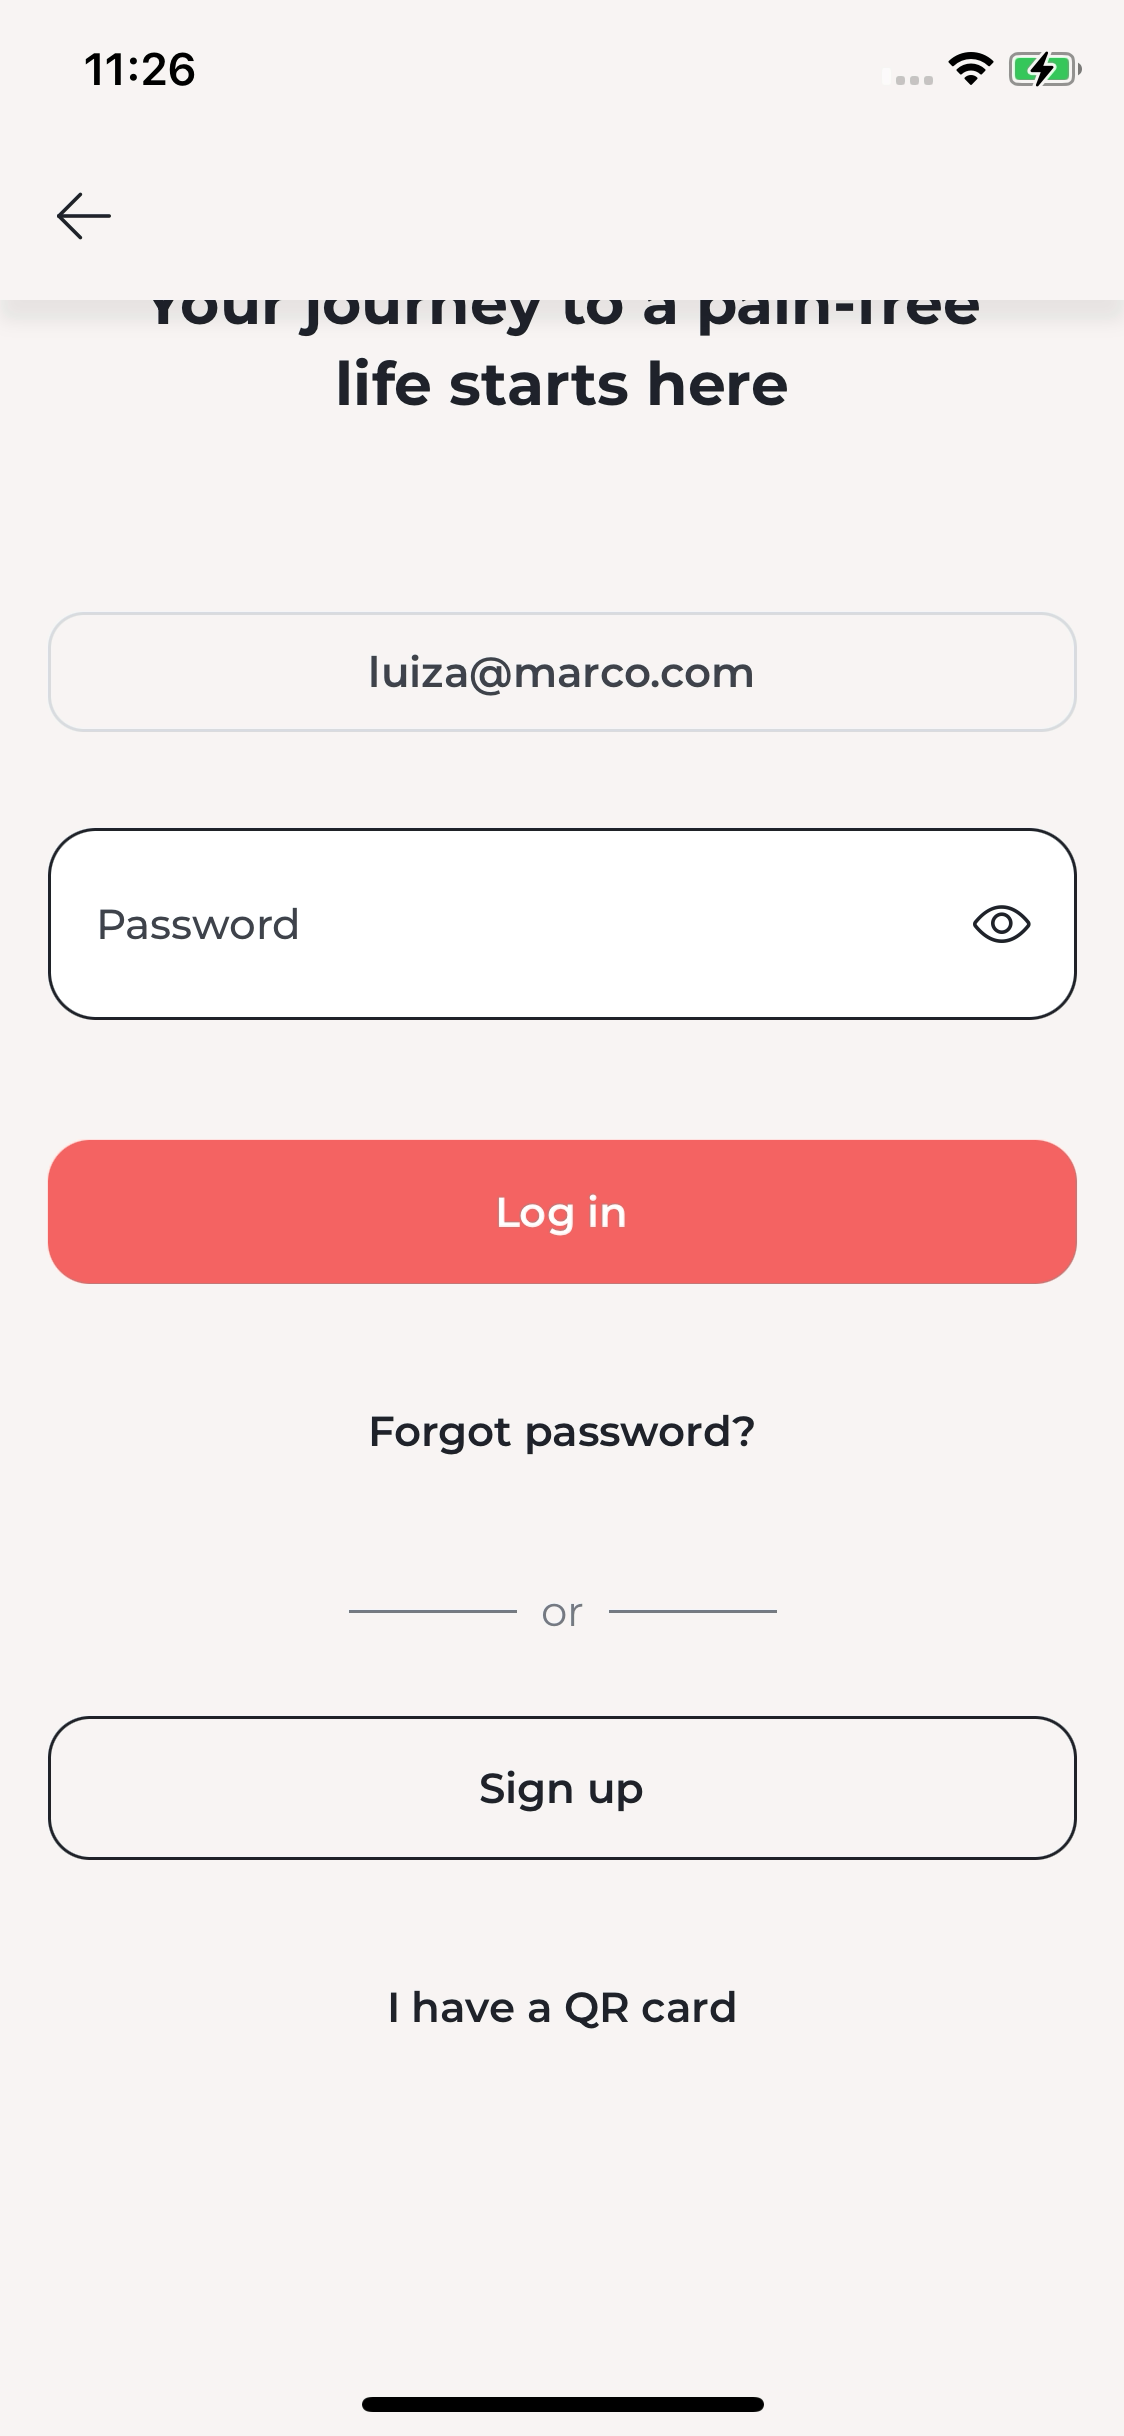 11:26
Your journey to a pain-free
life starts here
luiza@marco.com
Password
Log in
Forgot password?
or
Sign up
I have a QR card